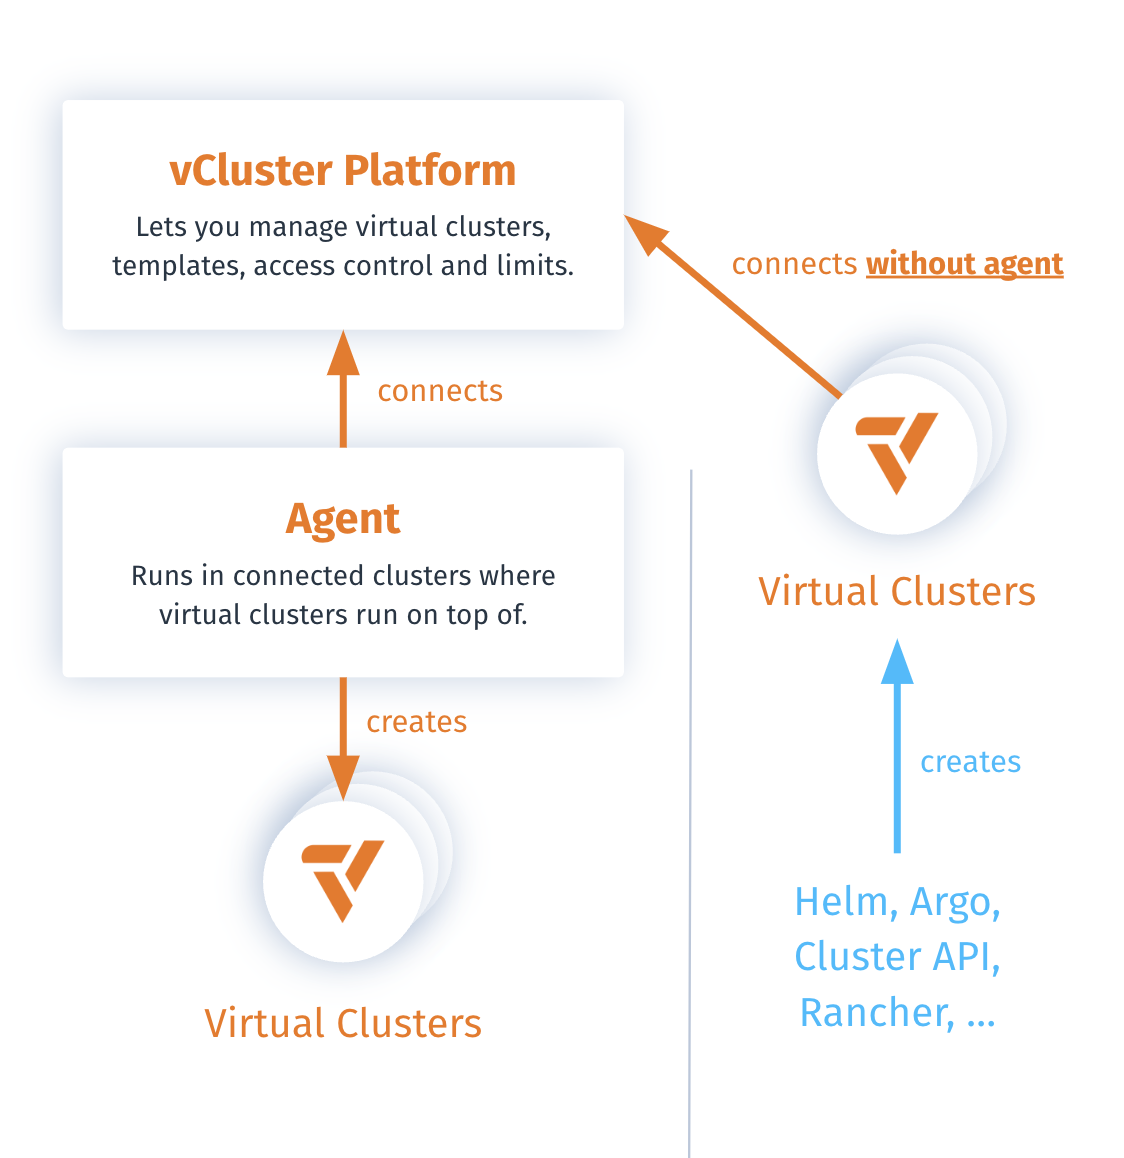 vCluster Platform
Lets you manage virtual clusters,
templates, access control and limits.
connects
Agent
Runs in connected clusters where
virtual clusters run on top of.
creates
Virtual Clusters
connects without agent
Virtual Clusters
creates
Helm, Argo,
Cluster API,
Rancher, ...